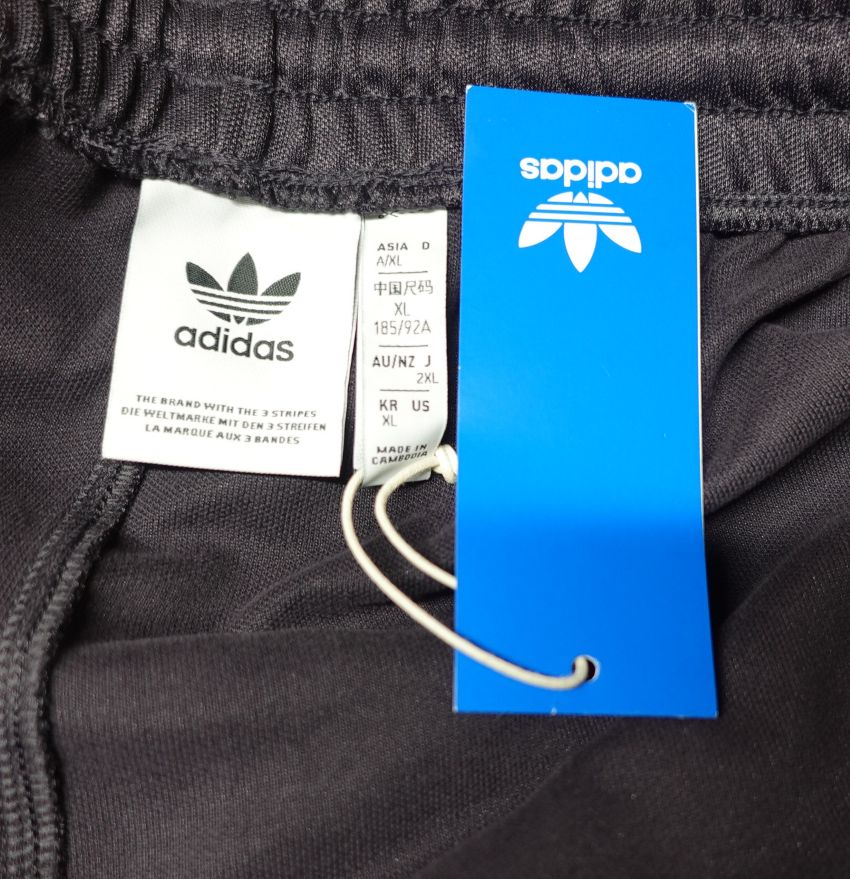 adidas
THE BRAND WITH THE 3 STRIPES
DIE WELTMARKE MIT DEN 3 STREIFEN
LA MARQUE AUX 3 BANDES
ASIA D
A/XL
中国尺码
XL
185/92A
AU/NZ J
2XL
KR US
XL
MADE IN
CAMBODIA
adidas